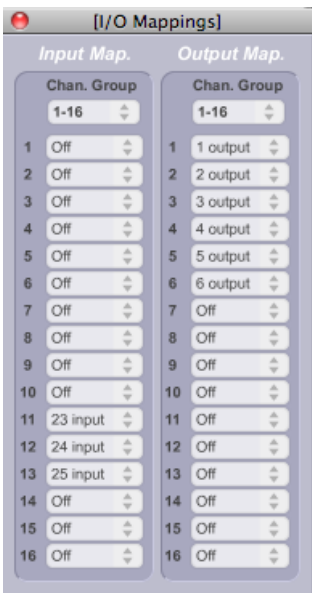 [I/O Mappings]
Input Map. Output Map.
Chan. Group Chan. Group
1-16 1-16
1 Off 1 1 output
2 Off 2 2 output
3 Off 3 3 output
4 Off 4 4 output
5 Off 5 5 output
6 Off 6 6 output
7 Off 7 Off
8 Off 8 Off
9 Off 9 Off
10 Off 10 Off
11 23 input 11 Off
12 24 input 12 Off
13 25 input 13 Off
14 Off 14 Off
15 Off 15 Off
16 Off 16 Off